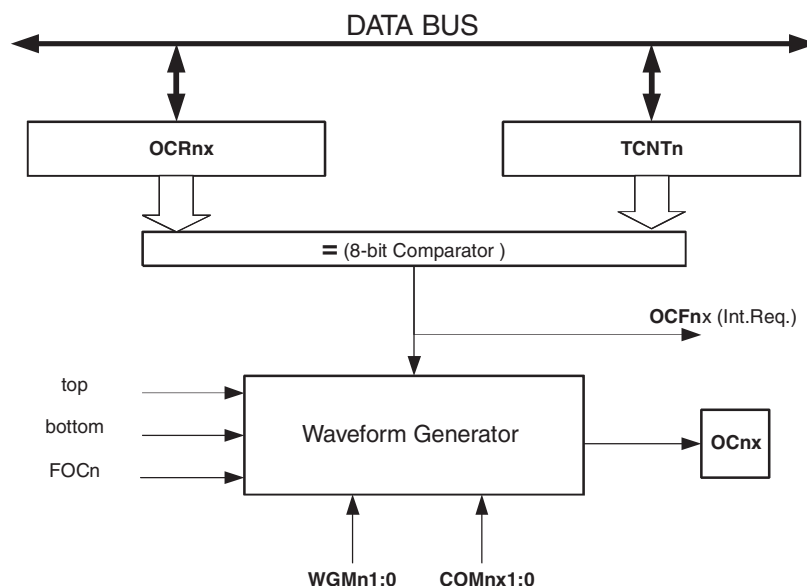 DATA BUS
OCRnx
TCNTn
= (8-bit Comparator )
OCFnx (Int.Req.)
top
bottom
FOCn
Waveform Generator
OCnx
WGMn1:0
COMnx1:0